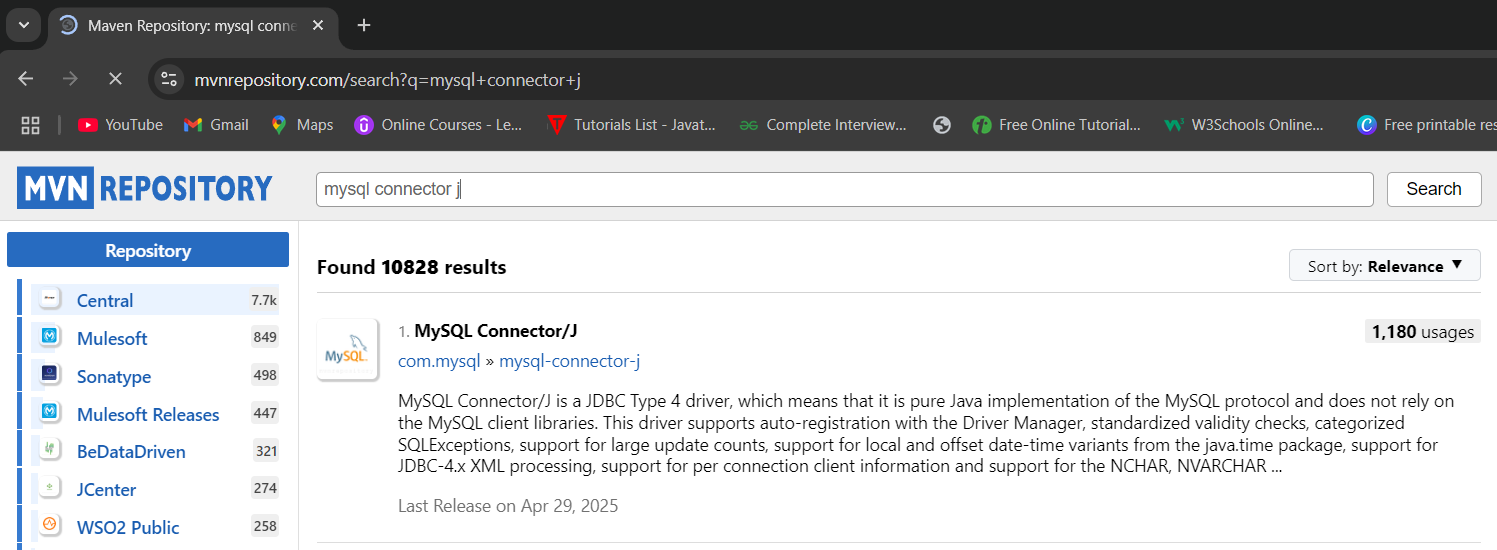 Maven Repository: mysql conne
mvnrepository.com/search?q=mysql+connector+j
YouTube Gmail Maps Online Courses - Le... Tutorials List - Javat... Complete Interview... Free Online Tutorial... W3Schools Online... Free printable res
MVN REPOSITORY
mysql connector j
Search
Repository
Central 7.7k
Mulesoft 849
Sonatype 498
Mulesoft Releases 447
BeDataDriven 321
JCenter 274
WSO2 Public 258
Found 10828 results
Sort by: Relevance ▼
1. MySQL Connector/J
1,180 usages
MySQL
com.mysql » mysql-connector-j
MySQL Connector/J is a JDBC Type 4 driver, which means that it is pure Java implementation of the MySQL protocol and does not rely on
the MySQL client libraries. This driver supports auto-registration with the Driver Manager, standardized validity checks, categorized
SQLExceptions, support for large update counts, support for local and offset date-time variants from the java.time package, support for
JDBC-4.x XML processing, support for per connection client information and support for the NCHAR, NVARCHAR ...
Last Release on Apr 29, 2025